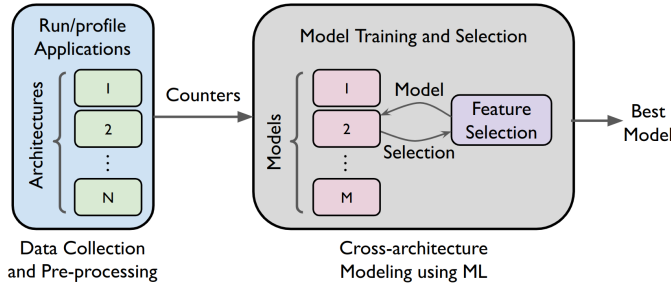 Run/profile
Applications
Architectures
1
2
...
N
Counters
Model Training and Selection
Models
1
2
...
M
Model
Selection
Feature
Selection
Best
Model
Data Collection
and Pre-processing
Cross-architecture
Modeling using ML